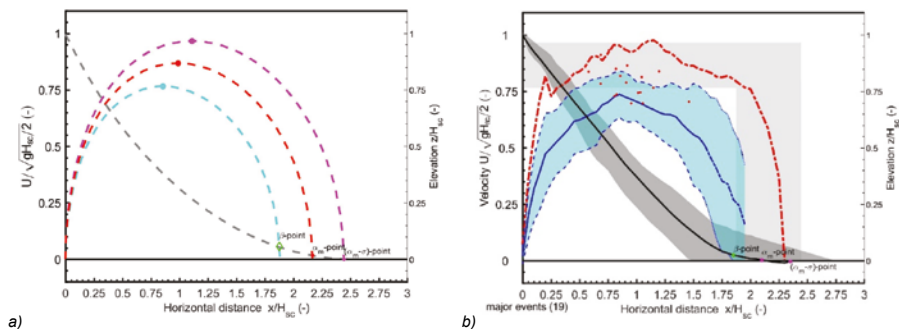 a)
U/√gH_sc/2 (-)
1
0.75
0.5
0.25
0
1
0.75
0.5
0.25
0
Elevation z/H_sc (-)
β-point
α_m-point
(α_m-σ)-point
0 0.25 0.5 0.75 1 1.25 1.5 1.75 2 2.25 2.5 2.75 3
Horizontal distance x/H_sc (-)
b)
Velocity U/√gH_sc/2 (-)
1
0.75
0.5
0.25
0
1
0.75
0.5
0.25
0
Elevation z/H_sc (-)
β-point
α_m-point
(α_m-σ)-point
0 0.25 0.5 0.75 1 1.25 1.5 1.75 2 2.25 2.5 2.75 3
Horizontal distance x/H_sc (-)
major events (19)